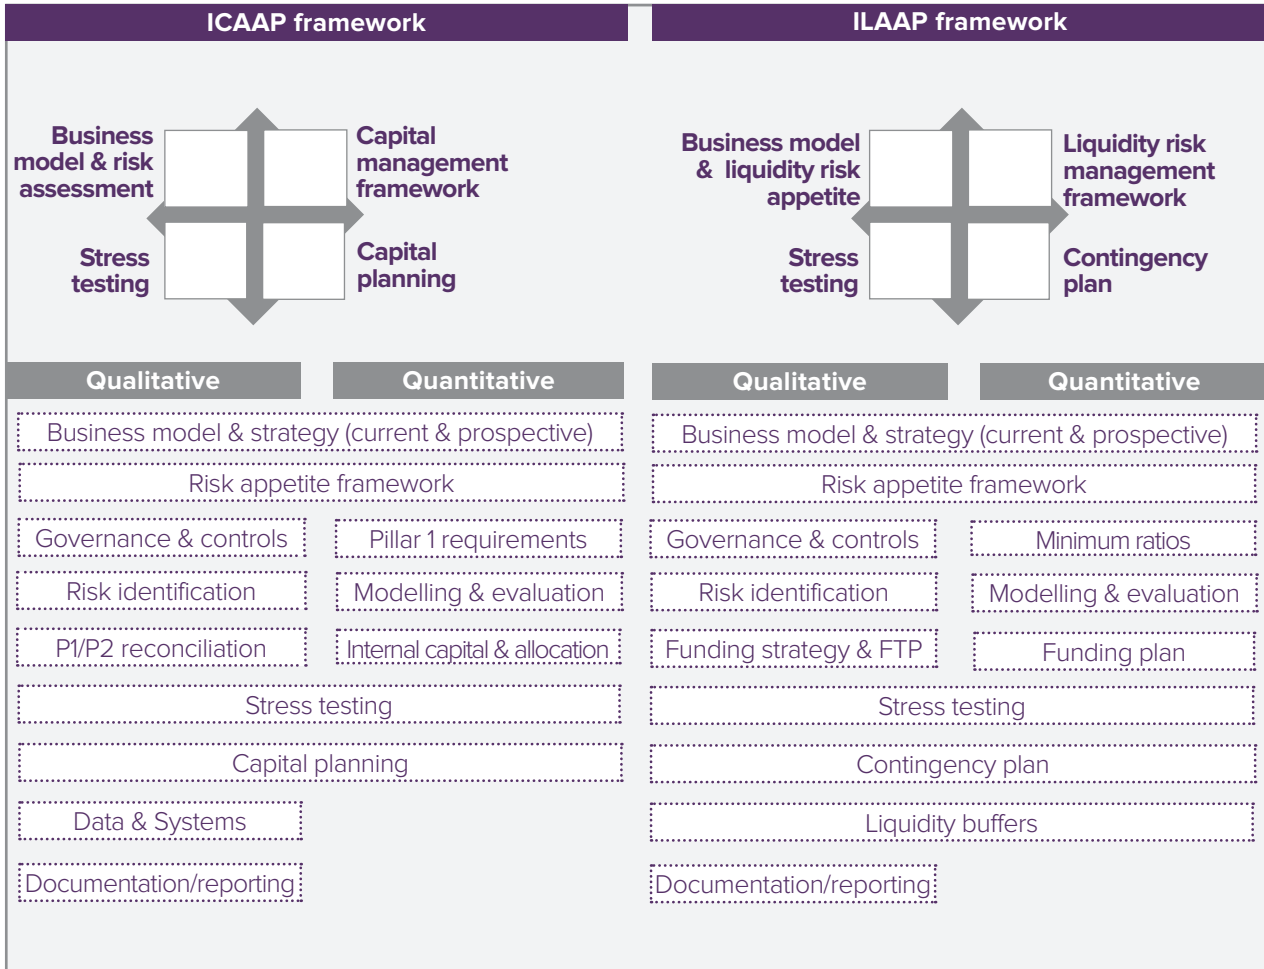 ICAAP framework
Business
model & risk
assessment
Capital
management
framework
Stress
testing
Capital
planning
Qualitative
Quantitative
Business model & strategy (current & prospective)
Risk appetite framework
Governance & controls
Pillar 1 requirements
Risk identification
Modelling & evaluation
P1/P2 reconciliation
Internal capital & allocation
Stress testing
Capital planning
Data & Systems
Documentation/reporting
ILAAP framework
Business model
& liquidity risk
appetite
Liquidity risk
management
framework
Stress
testing
Contingency
plan
Qualitative
Quantitative
Business model & strategy (current & prospective)
Risk appetite framework
Governance & controls
Minimum ratios
Risk identification
Modelling & evaluation
Funding strategy & FTP
Funding plan
Stress testing
Contingency plan
Liquidity buffers
Documentation/reporting